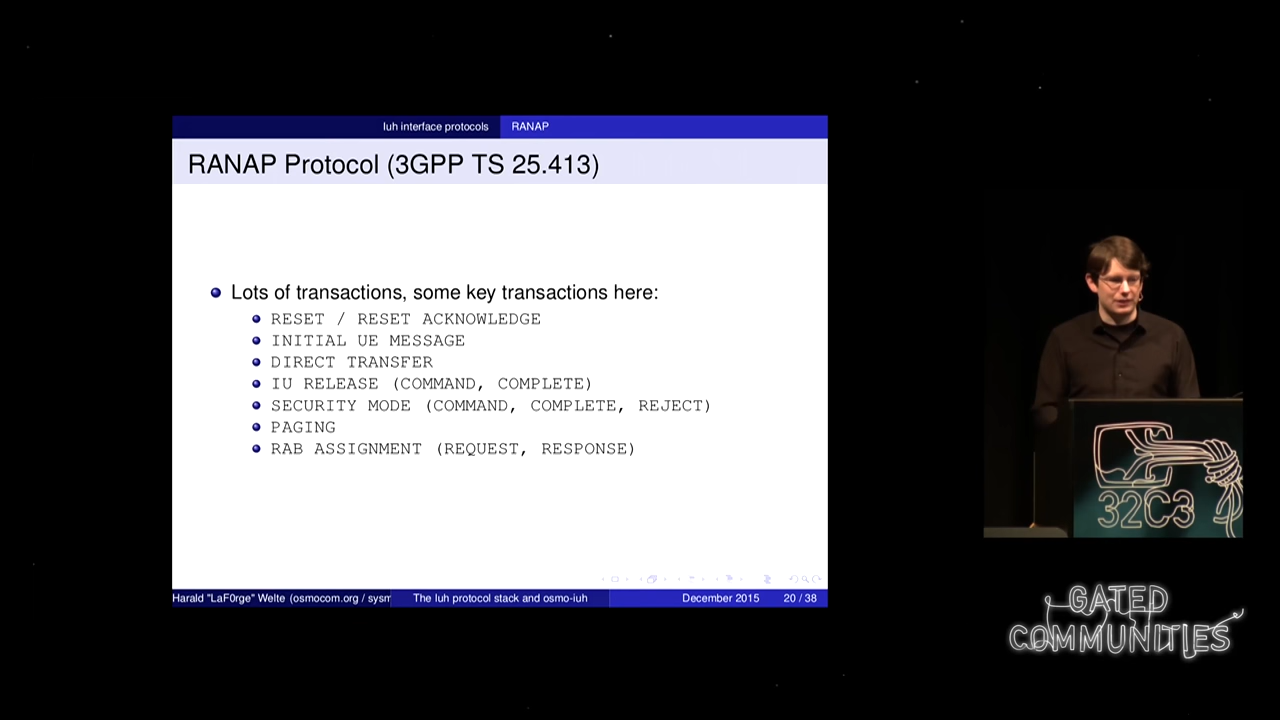 Iuh interface protocols
RANAP
RANAP Protocol (3GPP TS 25.413)
Lots of transactions, some key transactions here:
RESET / RESET ACKNOWLEDGE
INITIAL UE MESSAGE
DIRECT TRANSFER
IU RELEASE (COMMAND, COMPLETE)
SECURITY MODE (COMMAND, COMPLETE, REJECT)
PAGING
RAB ASSIGNMENT (REQUEST, RESPONSE)
Harald "LaF0rge" Welte (osmocom.org / sysm
The Iuh protocol stack and osmo-iuh
December 2015
20 / 38
32C3
GATED
COMMUNITIES